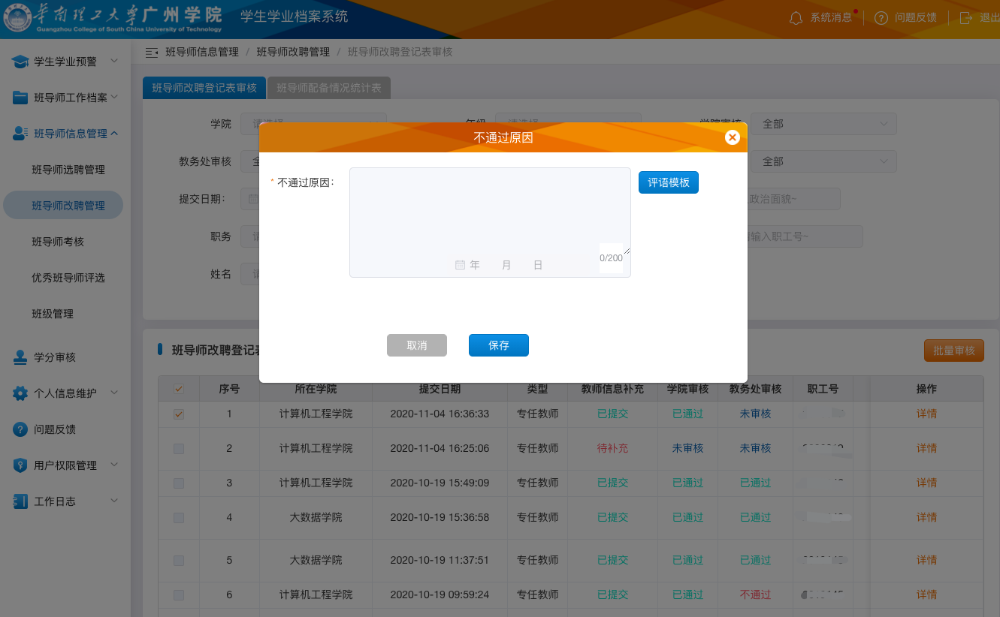 华南理工大学广州学院
Guangzhou College of South China University of Technology
学生学业档案系统
系统消息
问题反馈
退出
学生学业预警
班导师工作档案
班导师信息管理
班导师选聘管理
班导师改聘管理
班导师考核
优秀班导师评选
班级管理
学分审核
个人信息维护
问题反馈
用户权限管理
工作日志
班导师信息管理 / 班导师改聘管理 / 班导师改聘登记表审核
班导师改聘登记表审核
班导师配备情况统计表
学院
年级
学院审核 全部
教务处审核 全部
提交日期:
政治面貌~
职务
输入职工号~
姓名
不通过原因
* 不通过原因:
评语模板
年 月 日
0/200
取消
保存
班导师改聘登记表
批量审核
序号 所在学院 提交日期 类型 教师信息补充 学院审核 教务处审核 职工号 操作
1 计算机工程学院 2020-11-04 16:36:33 专任教师 已提交 已通过 未审核 详情
2 计算机工程学院 2020-11-04 16:25:06 专任教师 待补充 未审核 未审核 详情
3 计算机工程学院 2020-10-19 15:49:09 专任教师 已提交 已通过 已通过 详情
4 大数据学院 2020-10-19 15:36:58 专任教师 已提交 已通过 已通过 详情
5 大数据学院 2020-10-19 11:37:51 专任教师 已提交 已通过 已通过 详情
6 计算机工程学院 2020-10-19 09:59:24 专任教师 已提交 已通过 不通过 详情